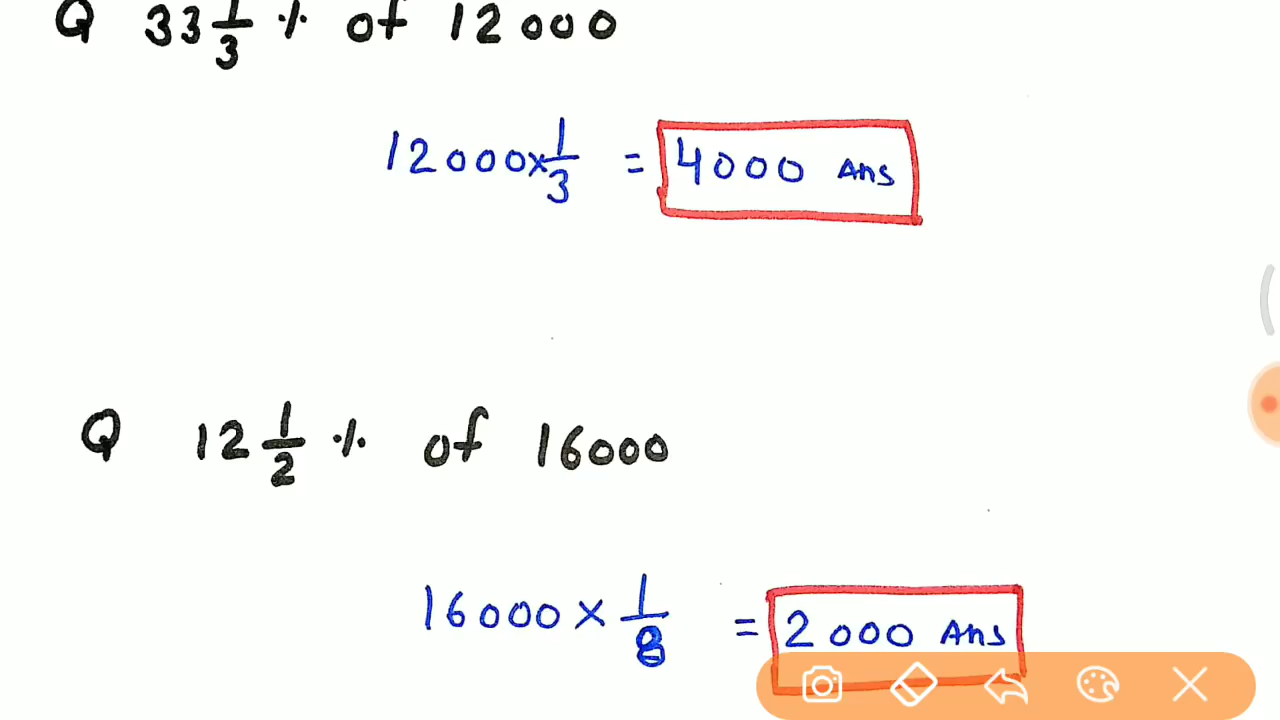 Q 33 1/3 % of 12000
12000 × 1/3 = 4000 Ans
Q 12 1/2 % of 16000
16000 × 1/8 = 2000 Ans